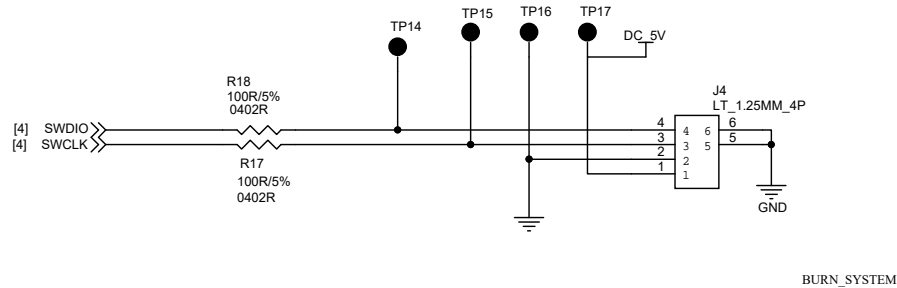 TP14
TP15
TP16
TP17
DC_5V
R18
100R/5%
0402R
J4
LT_1.25MM_4P
[4] SWDIO
[4] SWCLK
4
3
2
1
4 6
3 5
2
1
6
5
R17
100R/5%
0402R
GND
BURN_SYSTEM